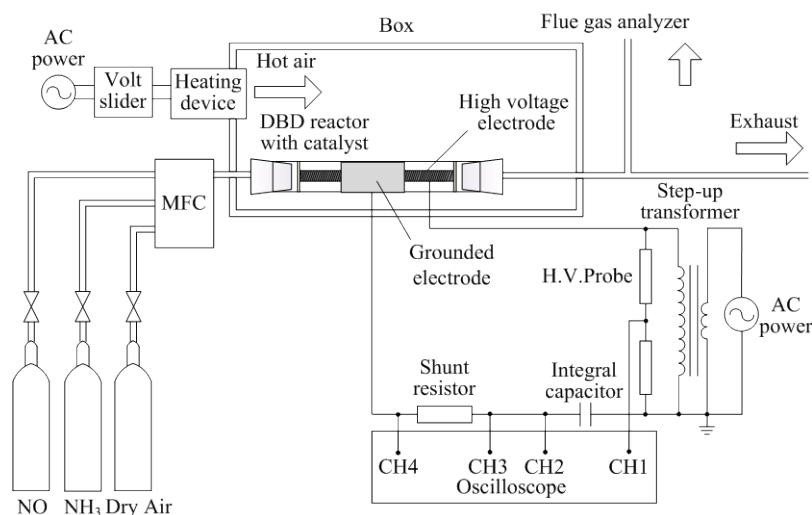 Box
Flue gas analyzer
AC
power
Volt
slider
Heating
device
Hot air
High voltage
electrode
DBD reactor
with catalyst
Exhaust
MFC
Step-up
transformer
Grounded
electrode
H.V.Probe
AC
power
Shunt
resistor
Integral
capacitor
CH4
CH3
CH2
CH1
Oscilloscope
NO
NH₃
Dry Air